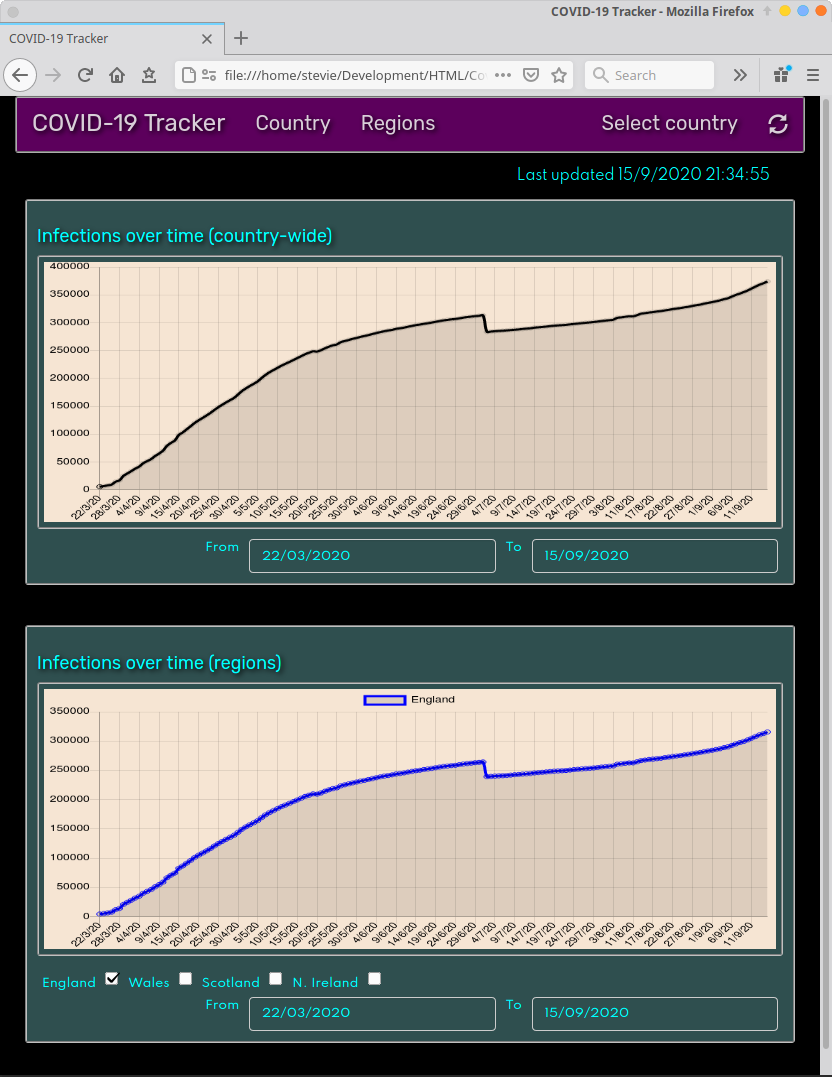 COVID-19 Tracker - Mozilla Firefox
COVID-19 Tracker
file:///home/stevie/Development/HTML/Co
Search
COVID-19 Tracker Country Regions Select country
Last updated 15/9/2020 21:34:55
Infections over time (country-wide)
400000
350000
300000
250000
200000
150000
100000
50000
0
22/3/20 28/3/20 4/4/20 9/4/20 15/4/20 20/4/20 25/4/20 30/4/20 5/5/20 10/5/20 15/5/20 20/5/20 25/5/20 30/5/20 4/6/20 9/6/20 14/6/20 19/6/20 24/6/20 29/6/20 4/7/20 9/7/20 14/7/20 19/7/20 24/7/20 29/7/20 3/8/20 11/8/20 17/8/20 22/8/20 27/8/20 1/9/20 6/9/20 11/9/20
From 22/03/2020 To 15/09/2020
Infections over time (regions)
England
350000
300000
250000
200000
150000
100000
50000
0
22/3/20 28/3/20 4/4/20 9/4/20 15/4/20 20/4/20 25/4/20 30/4/20 5/5/20 10/5/20 15/5/20 20/5/20 25/5/20 30/5/20 4/6/20 9/6/20 14/6/20 19/6/20 24/6/20 29/6/20 4/7/20 9/7/20 14/7/20 19/7/20 24/7/20 29/7/20 3/8/20 11/8/20 17/8/20 22/8/20 27/8/20 1/9/20 6/9/20 11/9/20
England Wales Scotland N. Ireland
From 22/03/2020 To 15/09/2020